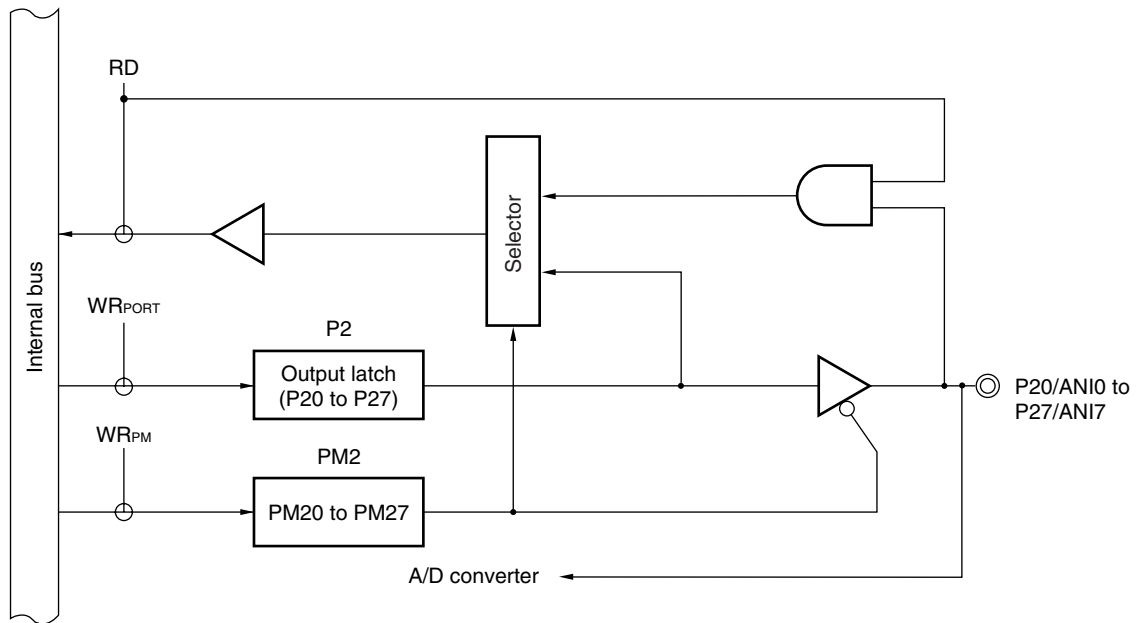 RD
Internal bus
Selector
WRPORT
P2
Output latch
(P20 to P27)
P20/ANI0 to
P27/ANI7
WRPM
PM2
PM20 to PM27
A/D converter